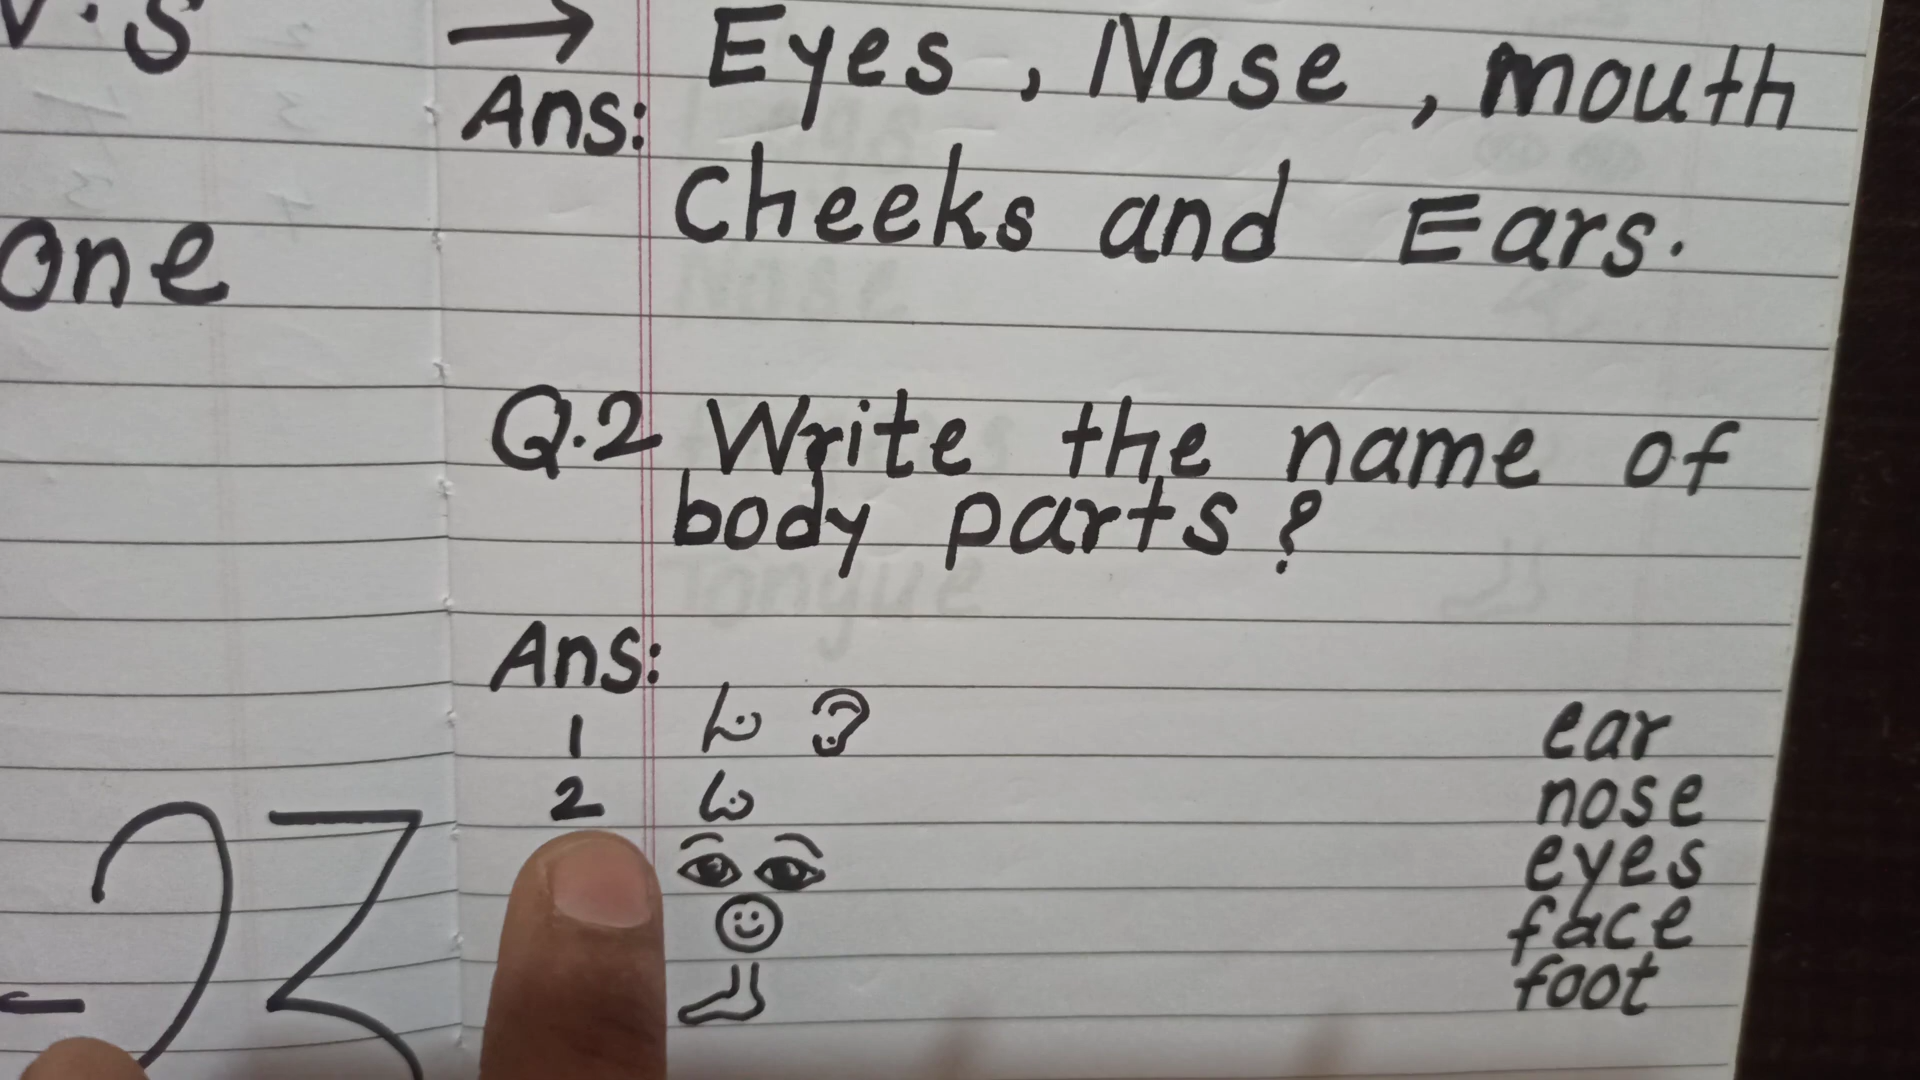 V.S
one
→ Eyes, Nose, mouth
Ans: Cheeks and Ears.
Q.2 Write the name of
body parts?
Ans:
1 ear
2 nose
eyes
face
foot